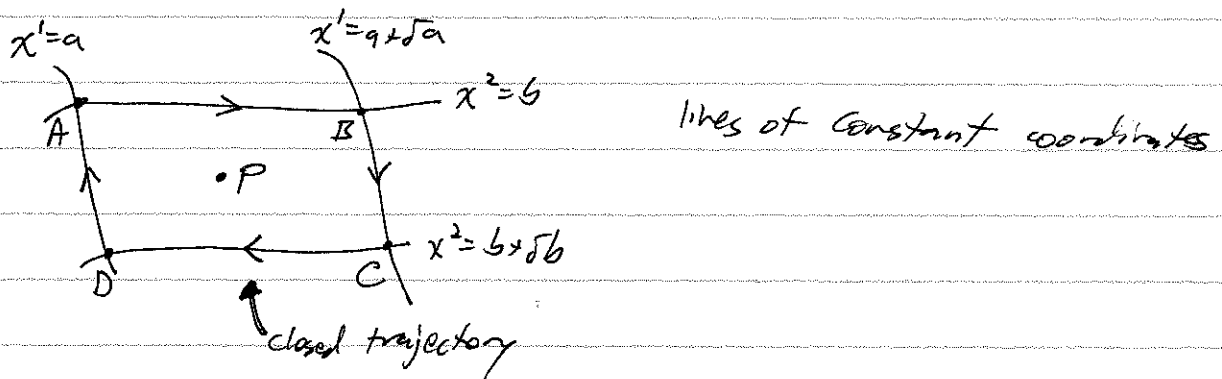 x¹=a
x¹=a+δa
x²=b
lines of constant coordinates
A
B
•P
x²=b+δb
D
C
closed trajectory